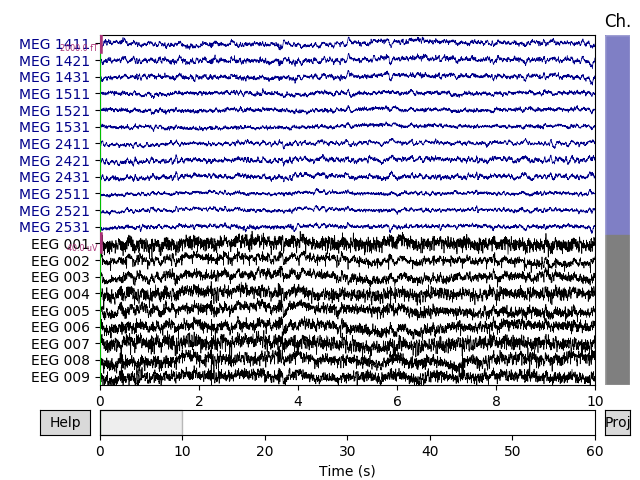 Ch.
MEG 1411
2000.0 fT
MEG 1421
MEG 1431
MEG 1511
MEG 1521
MEG 1531
MEG 2411
MEG 2421
MEG 2431
MEG 2511
MEG 2521
MEG 2531
EEG 001
EEG 002
EEG 003
EEG 004
EEG 005
EEG 006
EEG 007
EEG 008
EEG 009
0 2 4 6 8 10
Help Proj
0 10 20 30 40 50 60
Time (s)